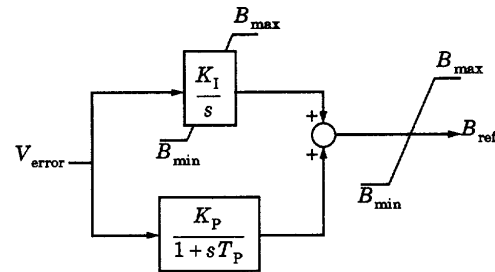 B_max
K_I
s
B_min
V_error
+
+
B_ref
B_max
B_min
K_P
1 + sT_P